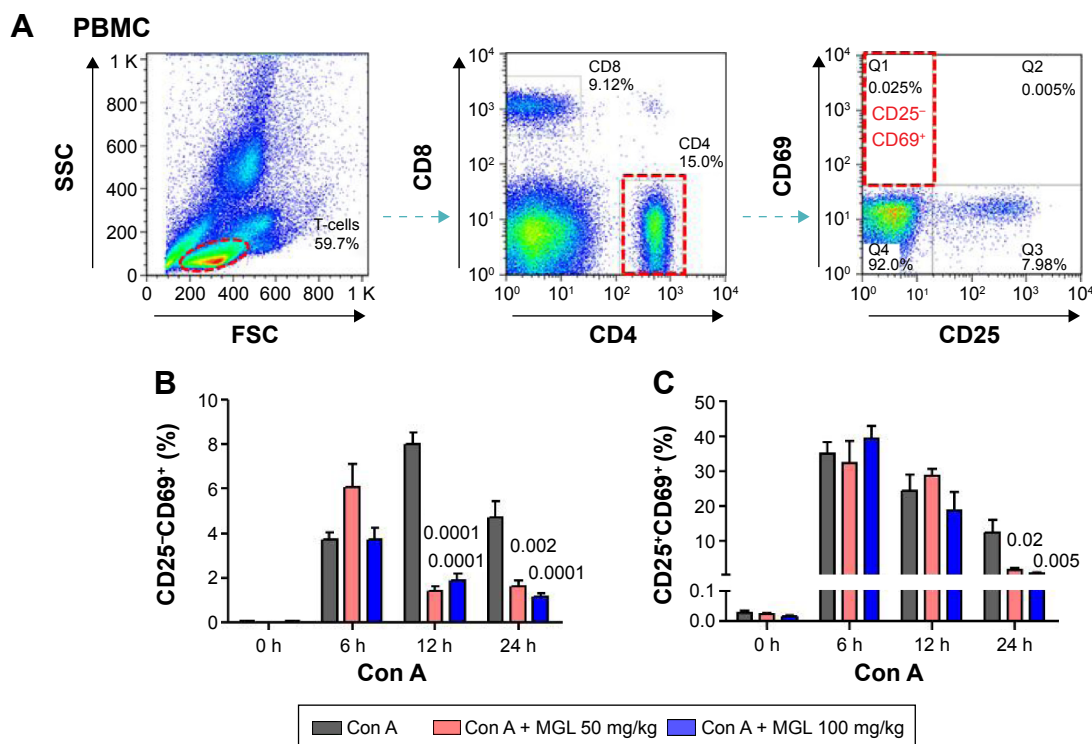 A PBMC
SSC
1 K
800
600
400
200
0
T-cells
59.7%
0 200 400 600 800 1 K
FSC
CD8
10⁴
10³
10²
10¹
10⁰
CD8
9.12%
CD4
15.0%
10⁰ 10¹ 10² 10³ 10⁴
CD4
CD69
10⁴
10³
10²
10¹
10⁰
Q1
0.025%
CD25⁻
CD69⁺
Q2
0.005%
Q4
92.0%
Q3
7.98%
10⁰ 10¹ 10² 10³ 10⁴
CD25
B
CD25⁻CD69⁺ (%)
10
8
6
4
2
0
0.0001
0.0001
0.002
0.0001
0 h 6 h 12 h 24 h
Con A
C
CD25⁺CD69⁺ (%)
50
40
30
20
10
0.1
0.0
0.02
0.005
0 h 6 h 12 h 24 h
Con A
Con A Con A + MGL 50 mg/kg Con A + MGL 100 mg/kg